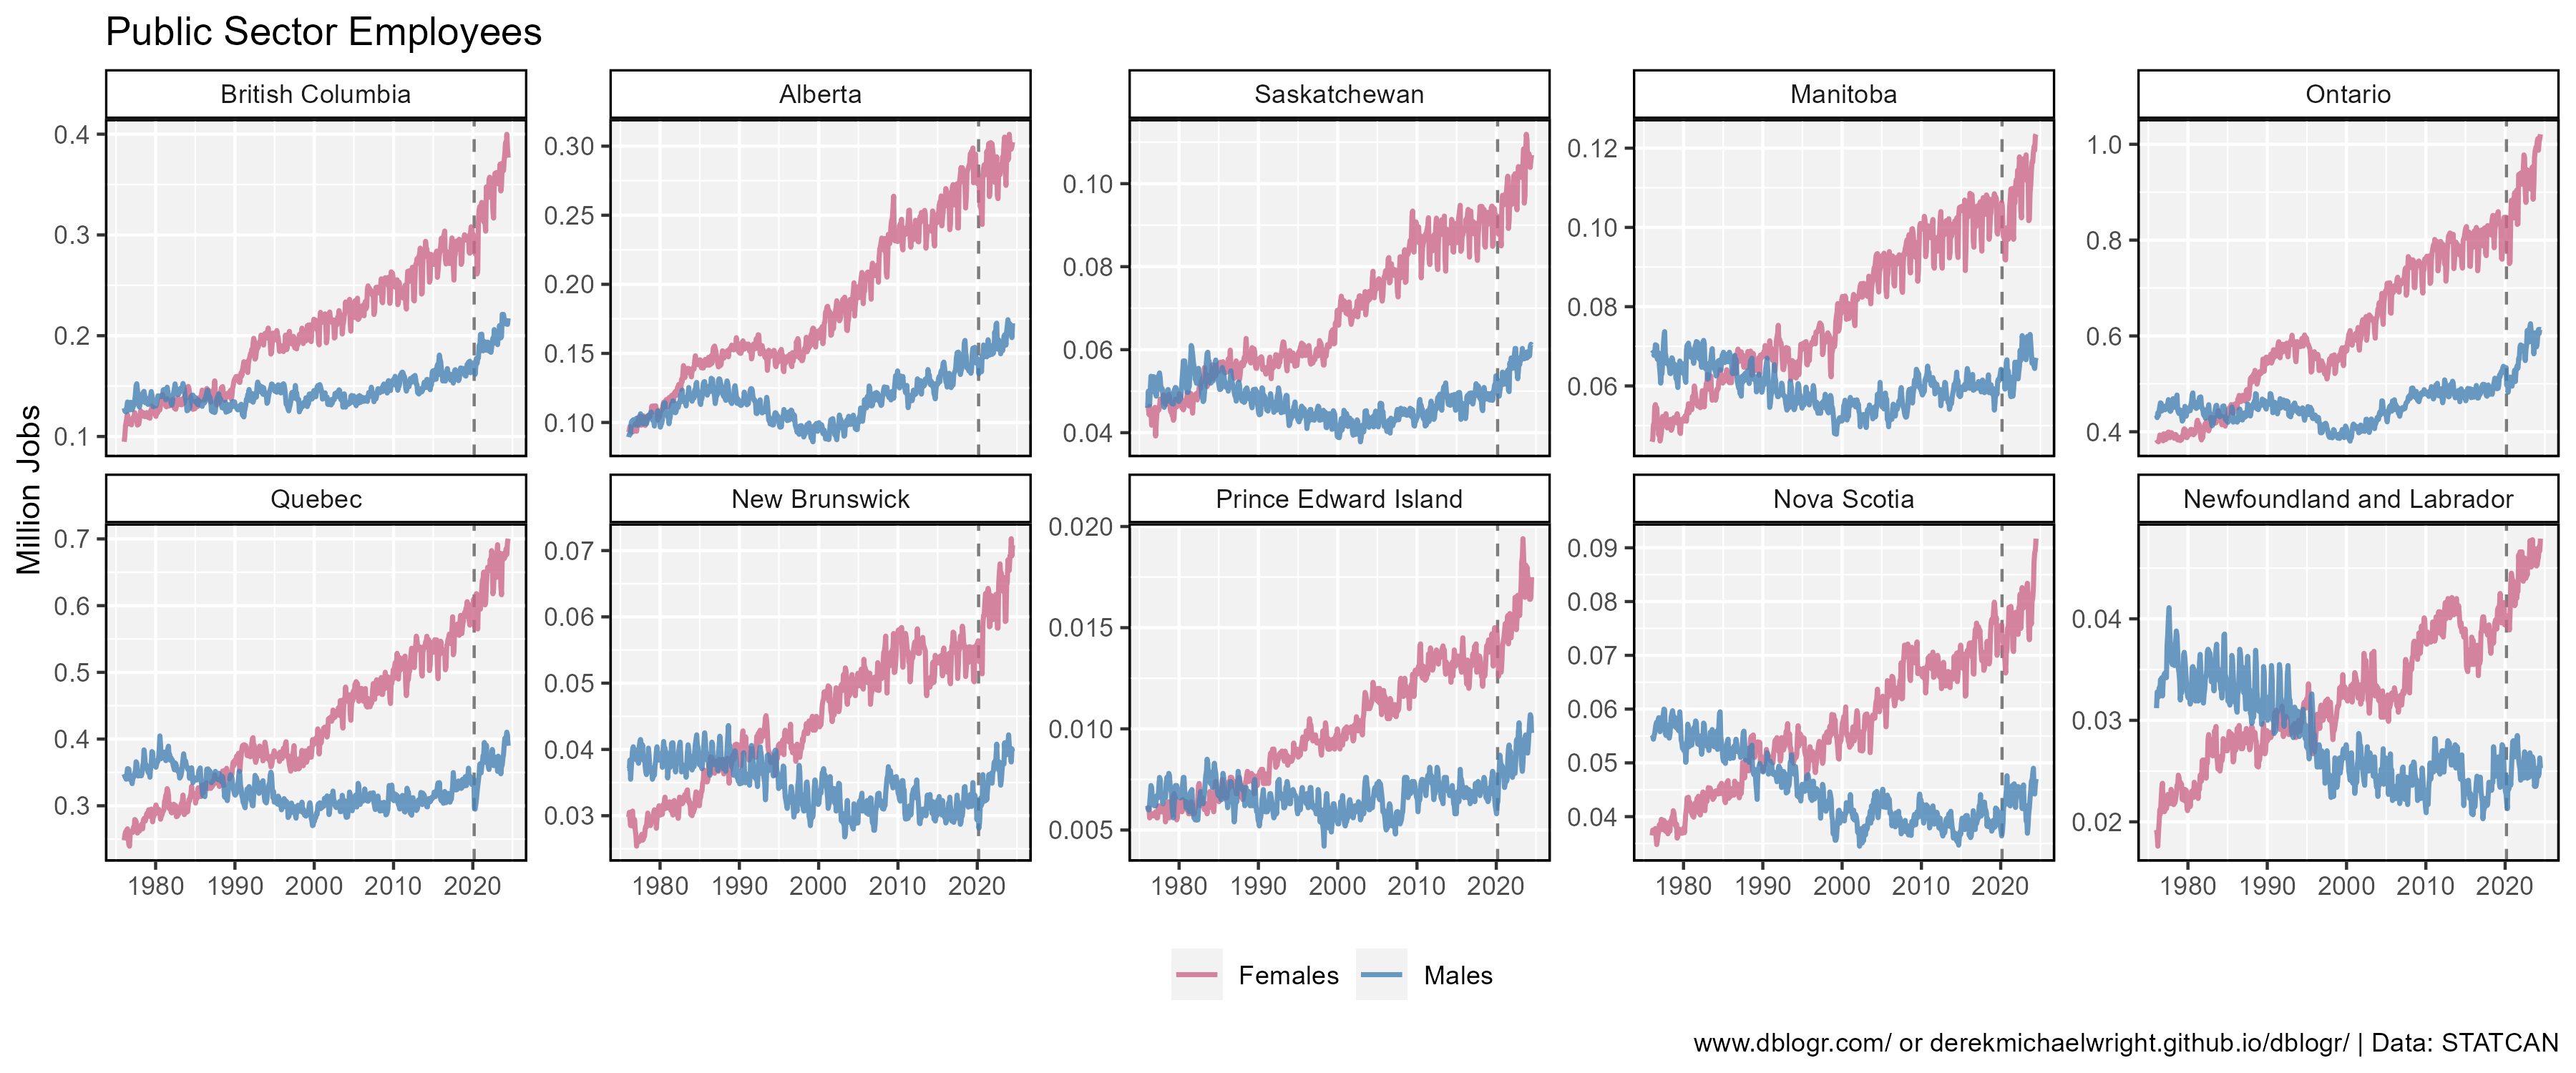 Public Sector Employees
British Columbia
Alberta
Saskatchewan
Manitoba
Ontario
0.4
0.3
0.2
0.1
0.30
0.25
0.20
0.15
0.10
0.10
0.08
0.06
0.04
0.12
0.10
0.08
0.06
1.0
0.8
0.6
0.4
Million Jobs
Quebec
New Brunswick
Prince Edward Island
Nova Scotia
Newfoundland and Labrador
0.7
0.6
0.5
0.4
0.3
0.07
0.06
0.05
0.04
0.03
0.020
0.015
0.010
0.005
0.09
0.08
0.07
0.06
0.05
0.04
0.04
0.03
0.02
1980 1990 2000 2010 2020
1980 1990 2000 2010 2020
1980 1990 2000 2010 2020
1980 1990 2000 2010 2020
1980 1990 2000 2010 2020
Females Males
www.dblogr.com/ or derekmichaelwright.github.io/dblogr/ | Data: STATCAN